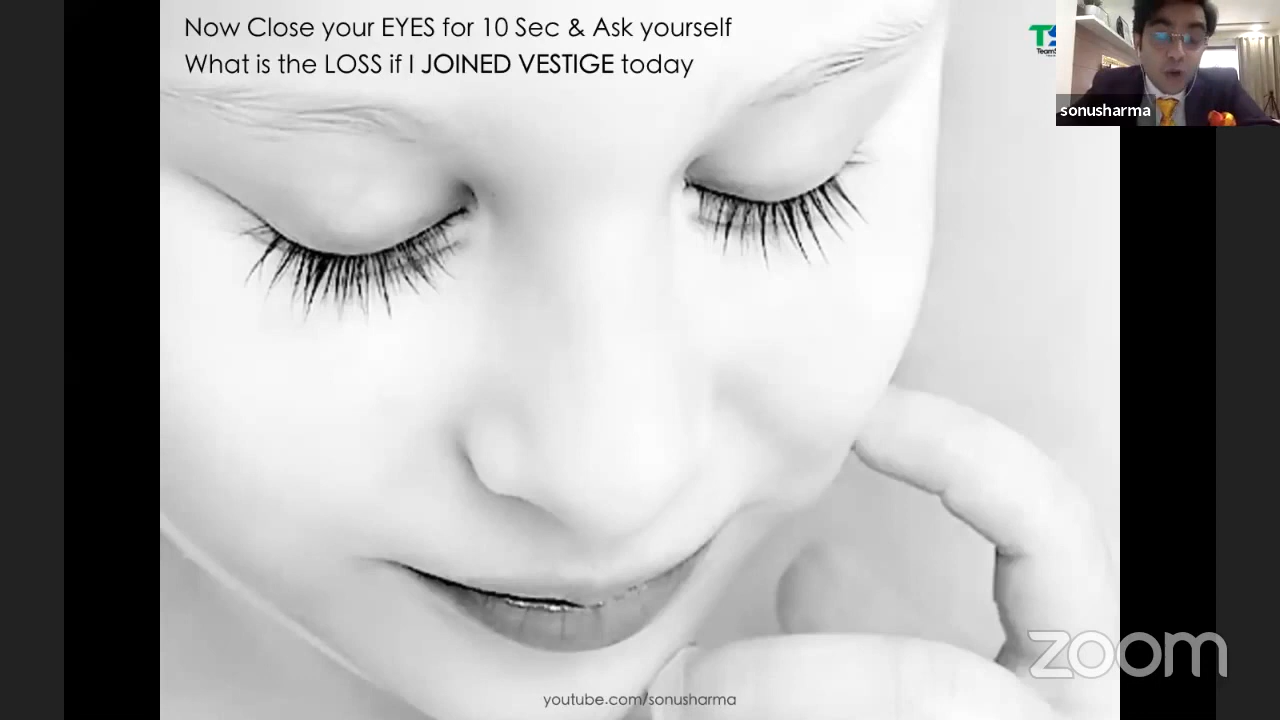 Now Close your EYES for 10 Sec & Ask yourself
What is the LOSS if I JOINED VESTIGE today
sonusharma
zoom
youtube.com/sonusharma